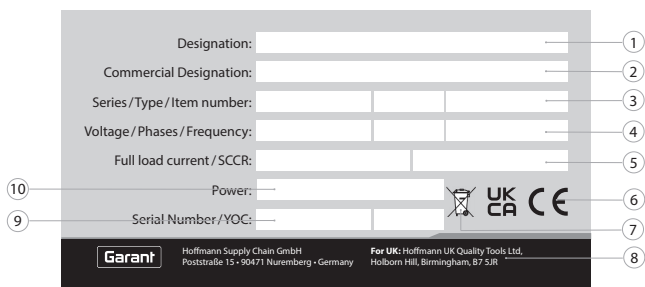 Designation:
1
Commercial Designation:
2
Series/Type/Item number:
3
Voltage/Phases/Frequency:
4
Full load current/SCCR:
5
10
Power:
UK
CA
CE
6
9
Serial Number/YOC:
7
Garant
Hoffmann Supply Chain GmbH
Poststraße 15 • 90471 Nuremberg • Germany
For UK: Hoffmann UK Quality Tools Ltd,
Holborn Hill, Birmingham, B7 5JR
8